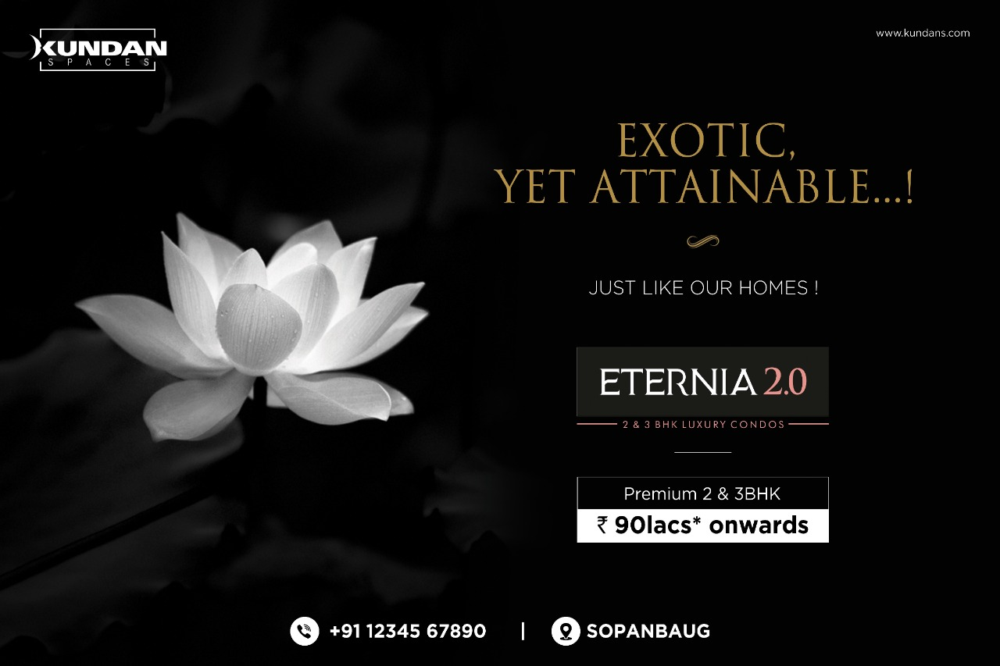 KUNDAN
SPACES
www.kundans.com
EXOTIC,
YET ATTAINABLE...!
JUST LIKE OUR HOMES !
ETERNIA 2.0
2 & 3 BHK LUXURY CONDOS
Premium 2 & 3BHK
₹ 90lacs* onwards
+91 12345 67890 | SOPANBAUG